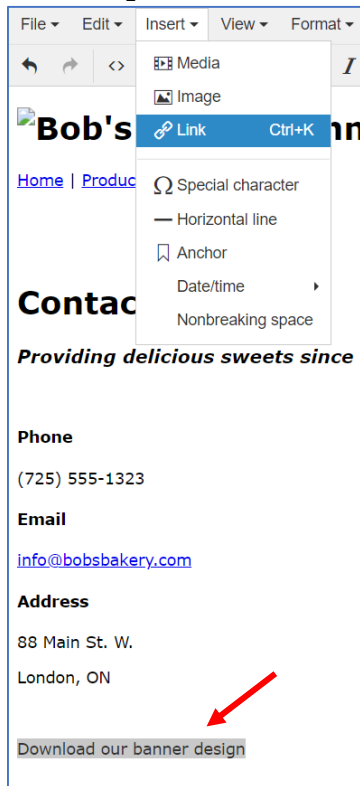 File Edit Insert View Format
Media
I
Image
Bob's
Link Ctrl+K
Home | Produc
Special character
Horizontal line
Anchor
Date/time
Contac
Nonbreaking space
Providing delicious sweets since
Phone
(725) 555-1323
Email
info@bobsbakery.com
Address
88 Main St. W.
London, ON
Download our banner design